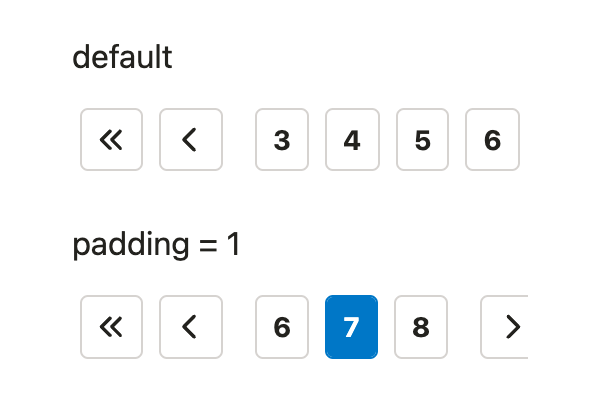 default
« < 3 4 5 6
padding = 1
« < 6 7 8 >